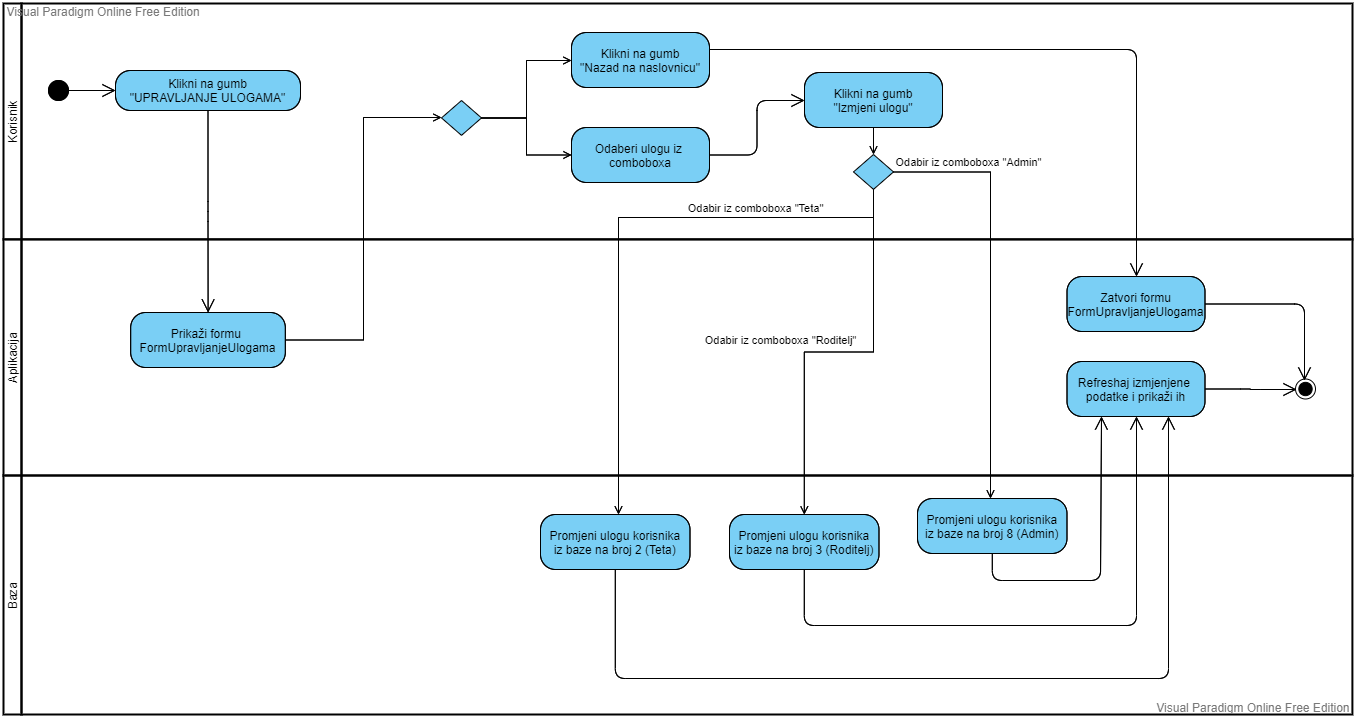 Visual Paradigm Online Free Edition
Korisnik
Klikni na gumb
"UPRAVLJANJE ULOGAMA"
Klikni na gumb
"Nazad na naslovnicu"
Odaberi ulogu iz
comboboxa
Klikni na gumb
"Izmjeni ulogu"
Odabir iz comboboxa "Admin"
Odabir iz comboboxa "Teta"
Aplikacija
Prikaži formu
FormUpravljanjeUlogama
Odabir iz comboboxa "Roditelj"
Zatvori formu
FormUpravljanjeUlogama
Refreshaj izmjenjene
podatke i prikaži ih
Baza
Promjeni ulogu korisnika
iz baze na broj 2 (Teta)
Promjeni ulogu korisnika
iz baze na broj 3 (Roditelj)
Promjeni ulogu korisnika
iz baze na broj 8 (Admin)
Visual Paradigm Online Free Edition